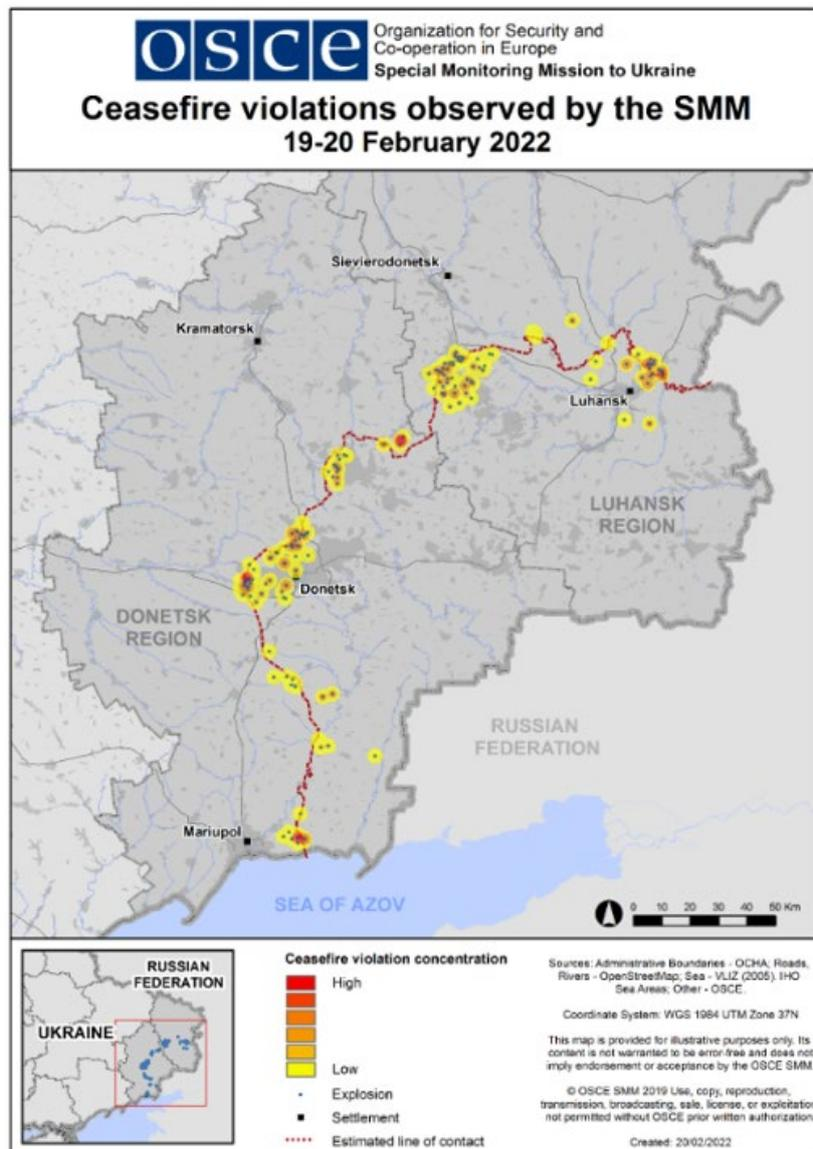 osce
Organization for Security and
Co-operation in Europe
Special Monitoring Mission to Ukraine
Ceasefire violations observed by the SMM
19-20 February 2022
Sievierodonetsk
Kramatorsk
Luhansk
LUHANSK
REGION
Donetsk
DONETSK
REGION
RUSSIAN
FEDERATION
Mariupol
SEA OF AZOV
0 10 20 30 40 50 Km
RUSSIAN
FEDERATION
UKRAINE
Ceasefire violation concentration
High
Low
Explosion
Settlement
Estimated line of contact
Sources: Administrative Boundaries - OCHA; Roads,
Rivers - OpenStreetMap; Sea - VLIZ (2005). IHO
Sea Areas; Other - OSCE.
Coordinate System: WGS 1984 UTM Zone 37N
This map is provided for illustrative purposes only. Its
content is not warranted to be error-free and does not
imply endorsement or acceptance by the OSCE SMM.
© OSCE SMM 2019 Use, copy, reproduction,
transmission, broadcasting, sale, license, or exploitation
not permitted without OSCE prior written authorization
Created: 20/02/2022